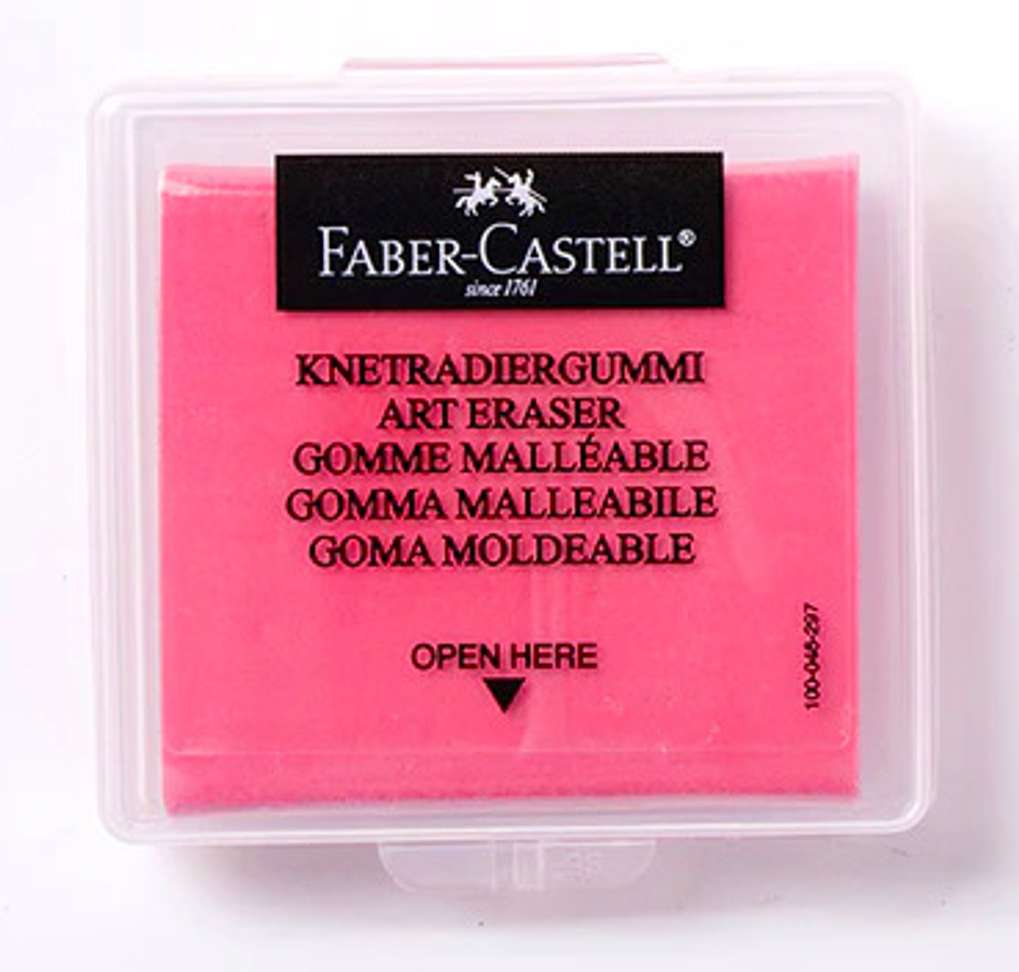 FABER-CASTELL®
since 1761
KNETRADIERGUMMI
ART ERASER
GOMME MALLÉABLE
GOMMA MALLEABILE
GOMA MOLDEABLE
OPEN HERE
100-046-297